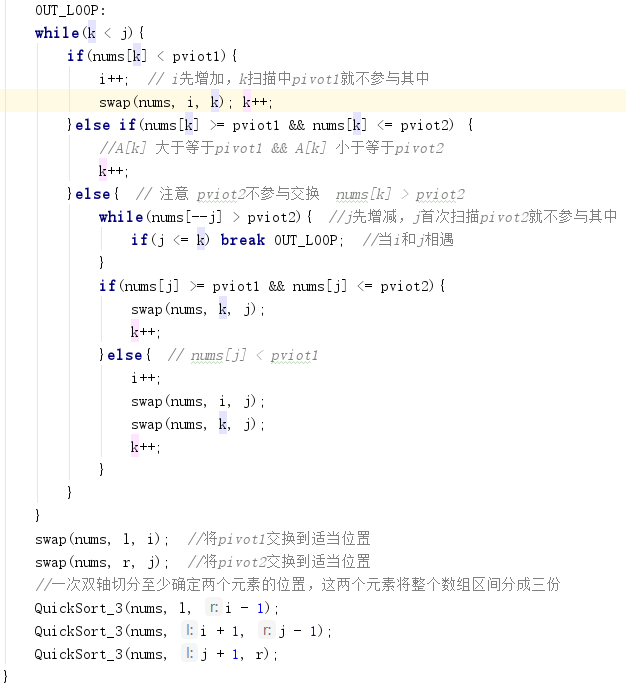 OUT_LOOP:
while(k < j){
if(nums[k] < pviot1){
i++;  // i先增加，k扫描中pivot1就不参与其中
swap(nums, i, k); k++;
}else if(nums[k] >= pviot1 && nums[k] <= pviot2) {
//A[k] 大于等于pivot1 && A[k] 小于等于pivot2
k++;
}else{  // 注意 pviot2不参与交换  nums[k] > pviot2
while(nums[--j] > pviot2){  //j先增减，j首次扫描pivot2就不参与其中
if(j <= k) break OUT_LOOP;  //当i和j相遇
}
if(nums[j] >= pviot1 && nums[j] <= pviot2){
swap(nums, k, j);
k++;
}else{  // nums[j] < pviot1
i++;
swap(nums, i, j);
swap(nums, k, j);
k++;
}
}
}
swap(nums, l, i);  //将pivot1交换到适当位置
swap(nums, r, j);  //将pivot2交换到适当位置
//一次双轴切分至少确定两个元素的位置，这两个元素将整个数组区间分成三份
QuickSort_3(nums, l, r: i - 1);
QuickSort_3(nums, l: i + 1, r: j - 1);
QuickSort_3(nums, l: j + 1, r);
}